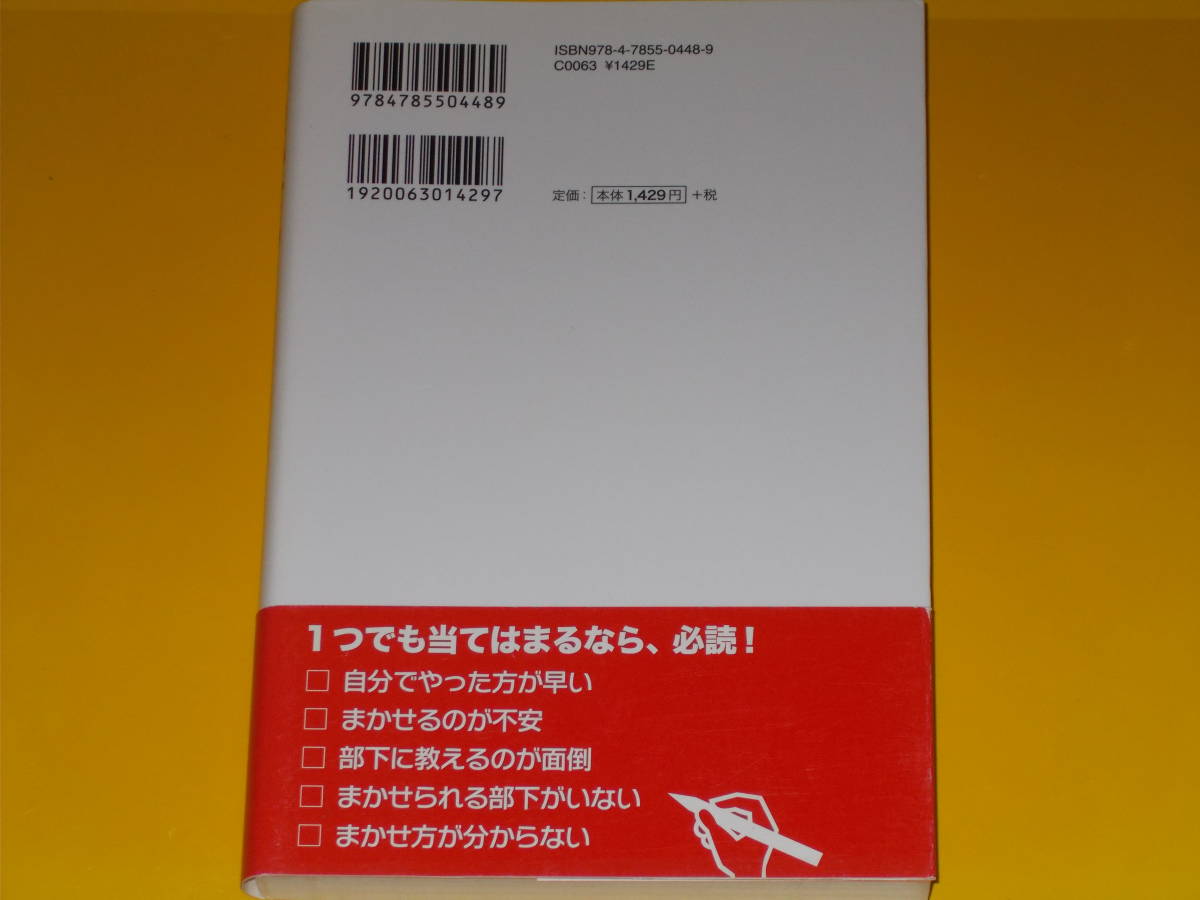 ISBN978-4-7855-0448-9
C0063 ¥1429E
9784785504489
1920063014297
定価: 本体1,429円 +税
1つでも当てはまるなら、必読!
□ 自分でやった方が早い
□ まかせるのが不安
□ 部下に教えるのが面倒
□ まかせられる部下がいない
□ まかせ方が分からない